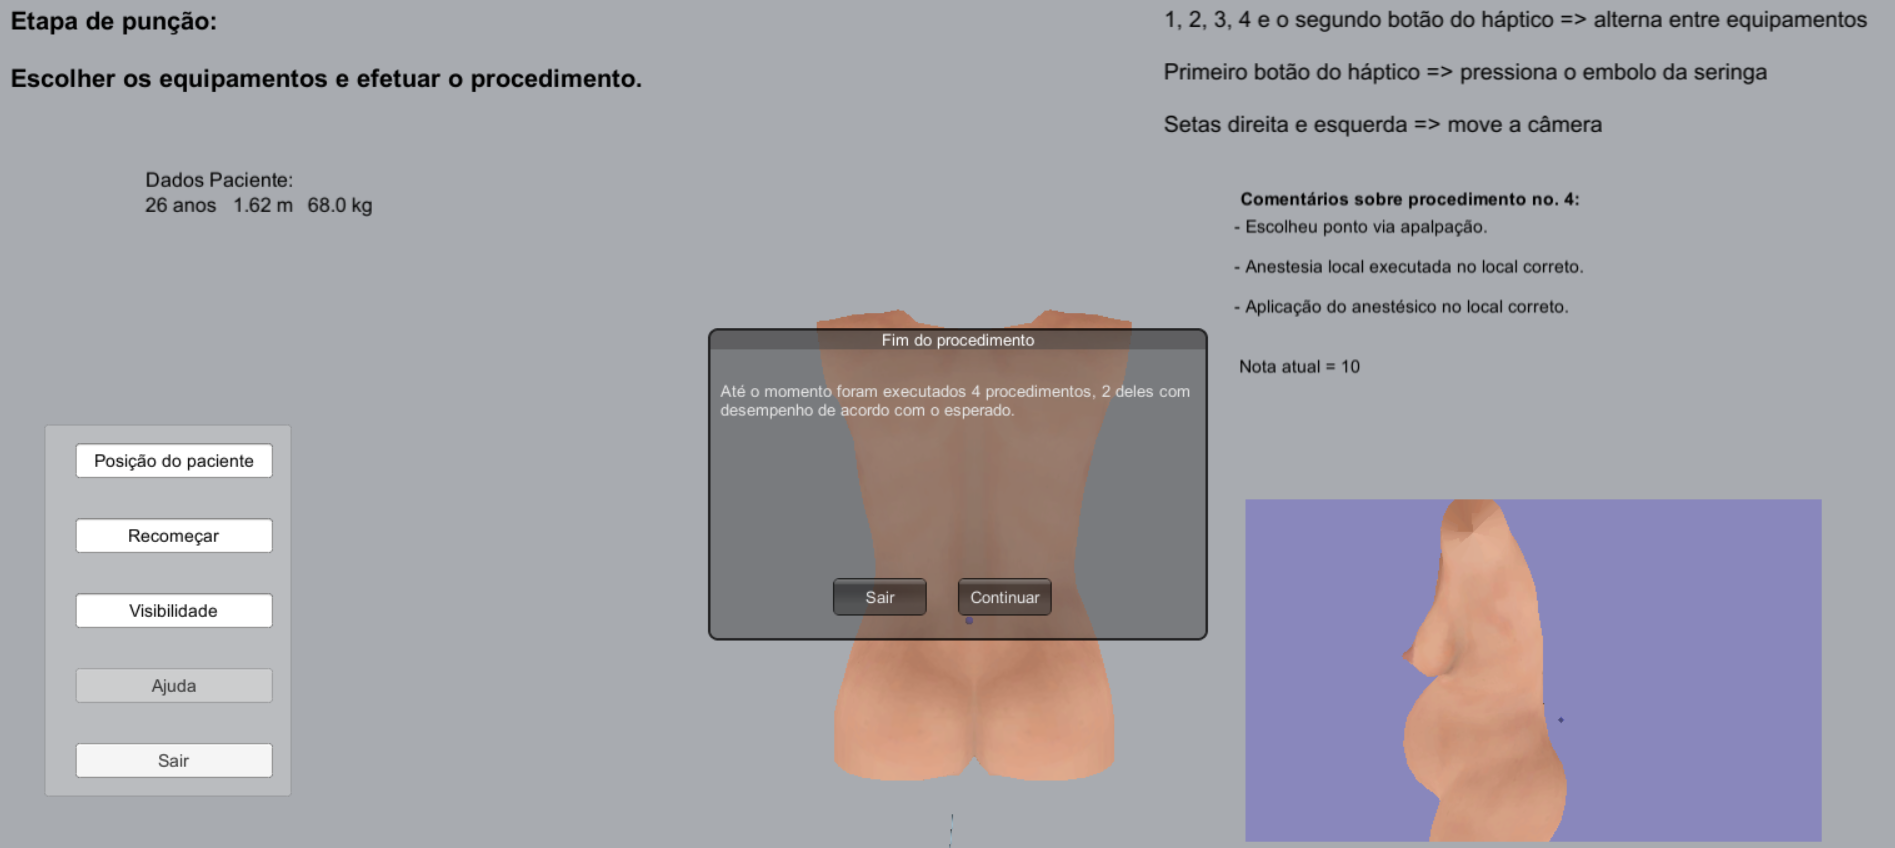 Etapa de punção:
Escolher os equipamentos e efetuar o procedimento.
1, 2, 3, 4 e o segundo botão do háptico => alterna entre equipamentos
Primeiro botão do háptico => pressiona o embolo da seringa
Setas direita e esquerda => move a câmera
Dados Paciente:
26 anos 1.62 m 68.0 kg
Comentários sobre procedimento no. 4:
- Escolheu ponto via apalpação.
- Anestesia local executada no local correto.
- Aplicação do anestésico no local correto.
Nota atual = 10
Fim do procedimento
Até o momento foram executados 4 procedimentos, 2 deles com
desempenho de acordo com o esperado.
Sair
Continuar
Posição do paciente
Recomeçar
Visibilidade
Ajuda
Sair